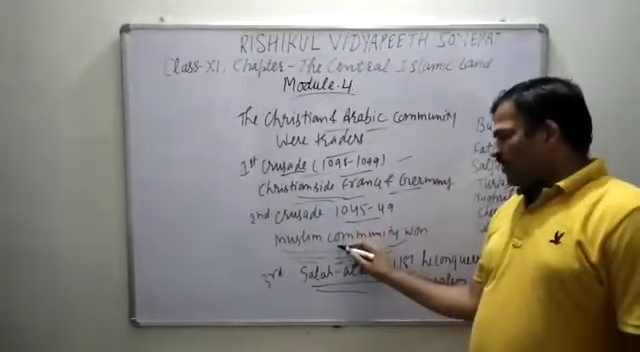 RISHIKUL VIDYAPEETH SONEPAT
Class-XI. Chapter - The Central Islamic Land
Module.4
The Christian & Arabic Community
were traders
1st Crusade (1095-1099)
Christian side France & Germany
2nd Crusade 1045-49
Muslim community won
3rd Salah-al